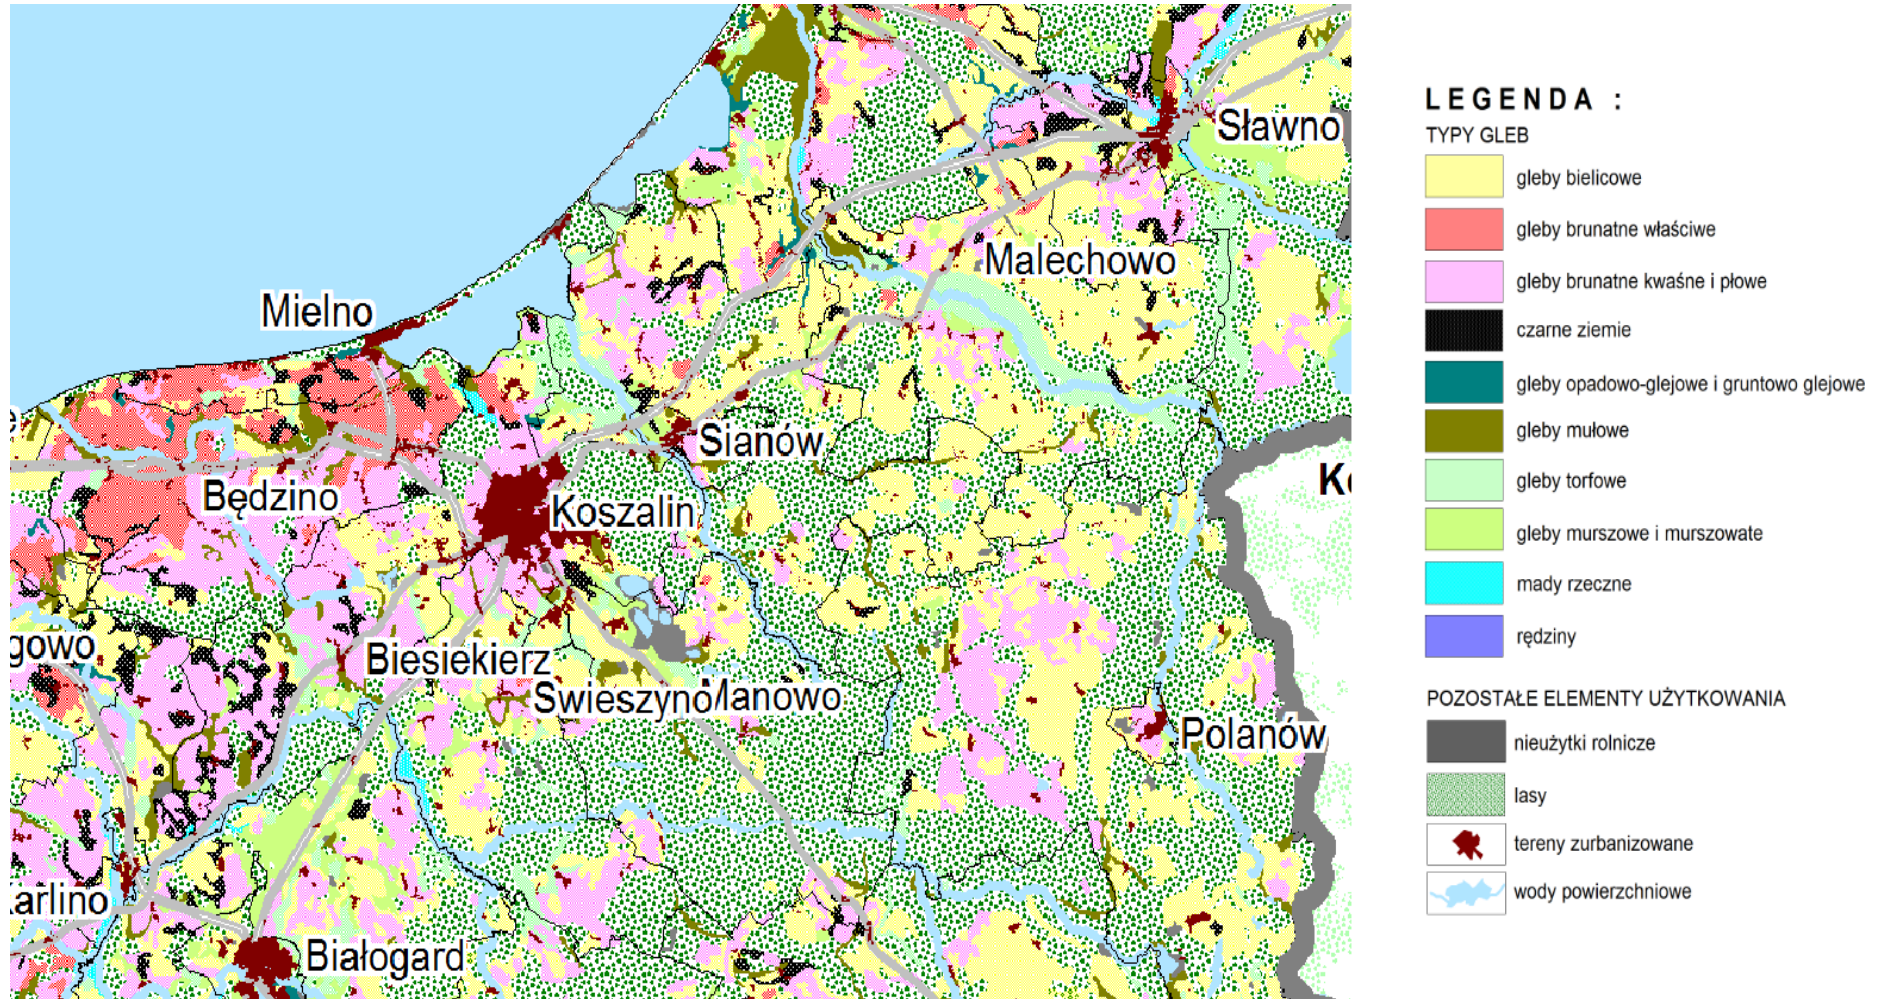 Sławno
Malechowo
Mielno
Sianów
Będzino
Koszalin
gowo
Biesiekierz
Świeszyno
Manowo
Polanów
Karlino
Białogard
LEGENDA :
TYPY GLEB
gleby bielicowe
gleby brunatne właściwe
gleby brunatne kwaśne i płowe
czarne ziemie
gleby opadowo-glejowe i gruntowo glejowe
gleby mułowe
gleby torfowe
gleby murszowe i murszowate
mady rzeczne
rędziny
POZOSTAŁE ELEMENTY UŻYTKOWANIA
nieużytki rolnicze
lasy
tereny zurbanizowane
wody powierzchniowe